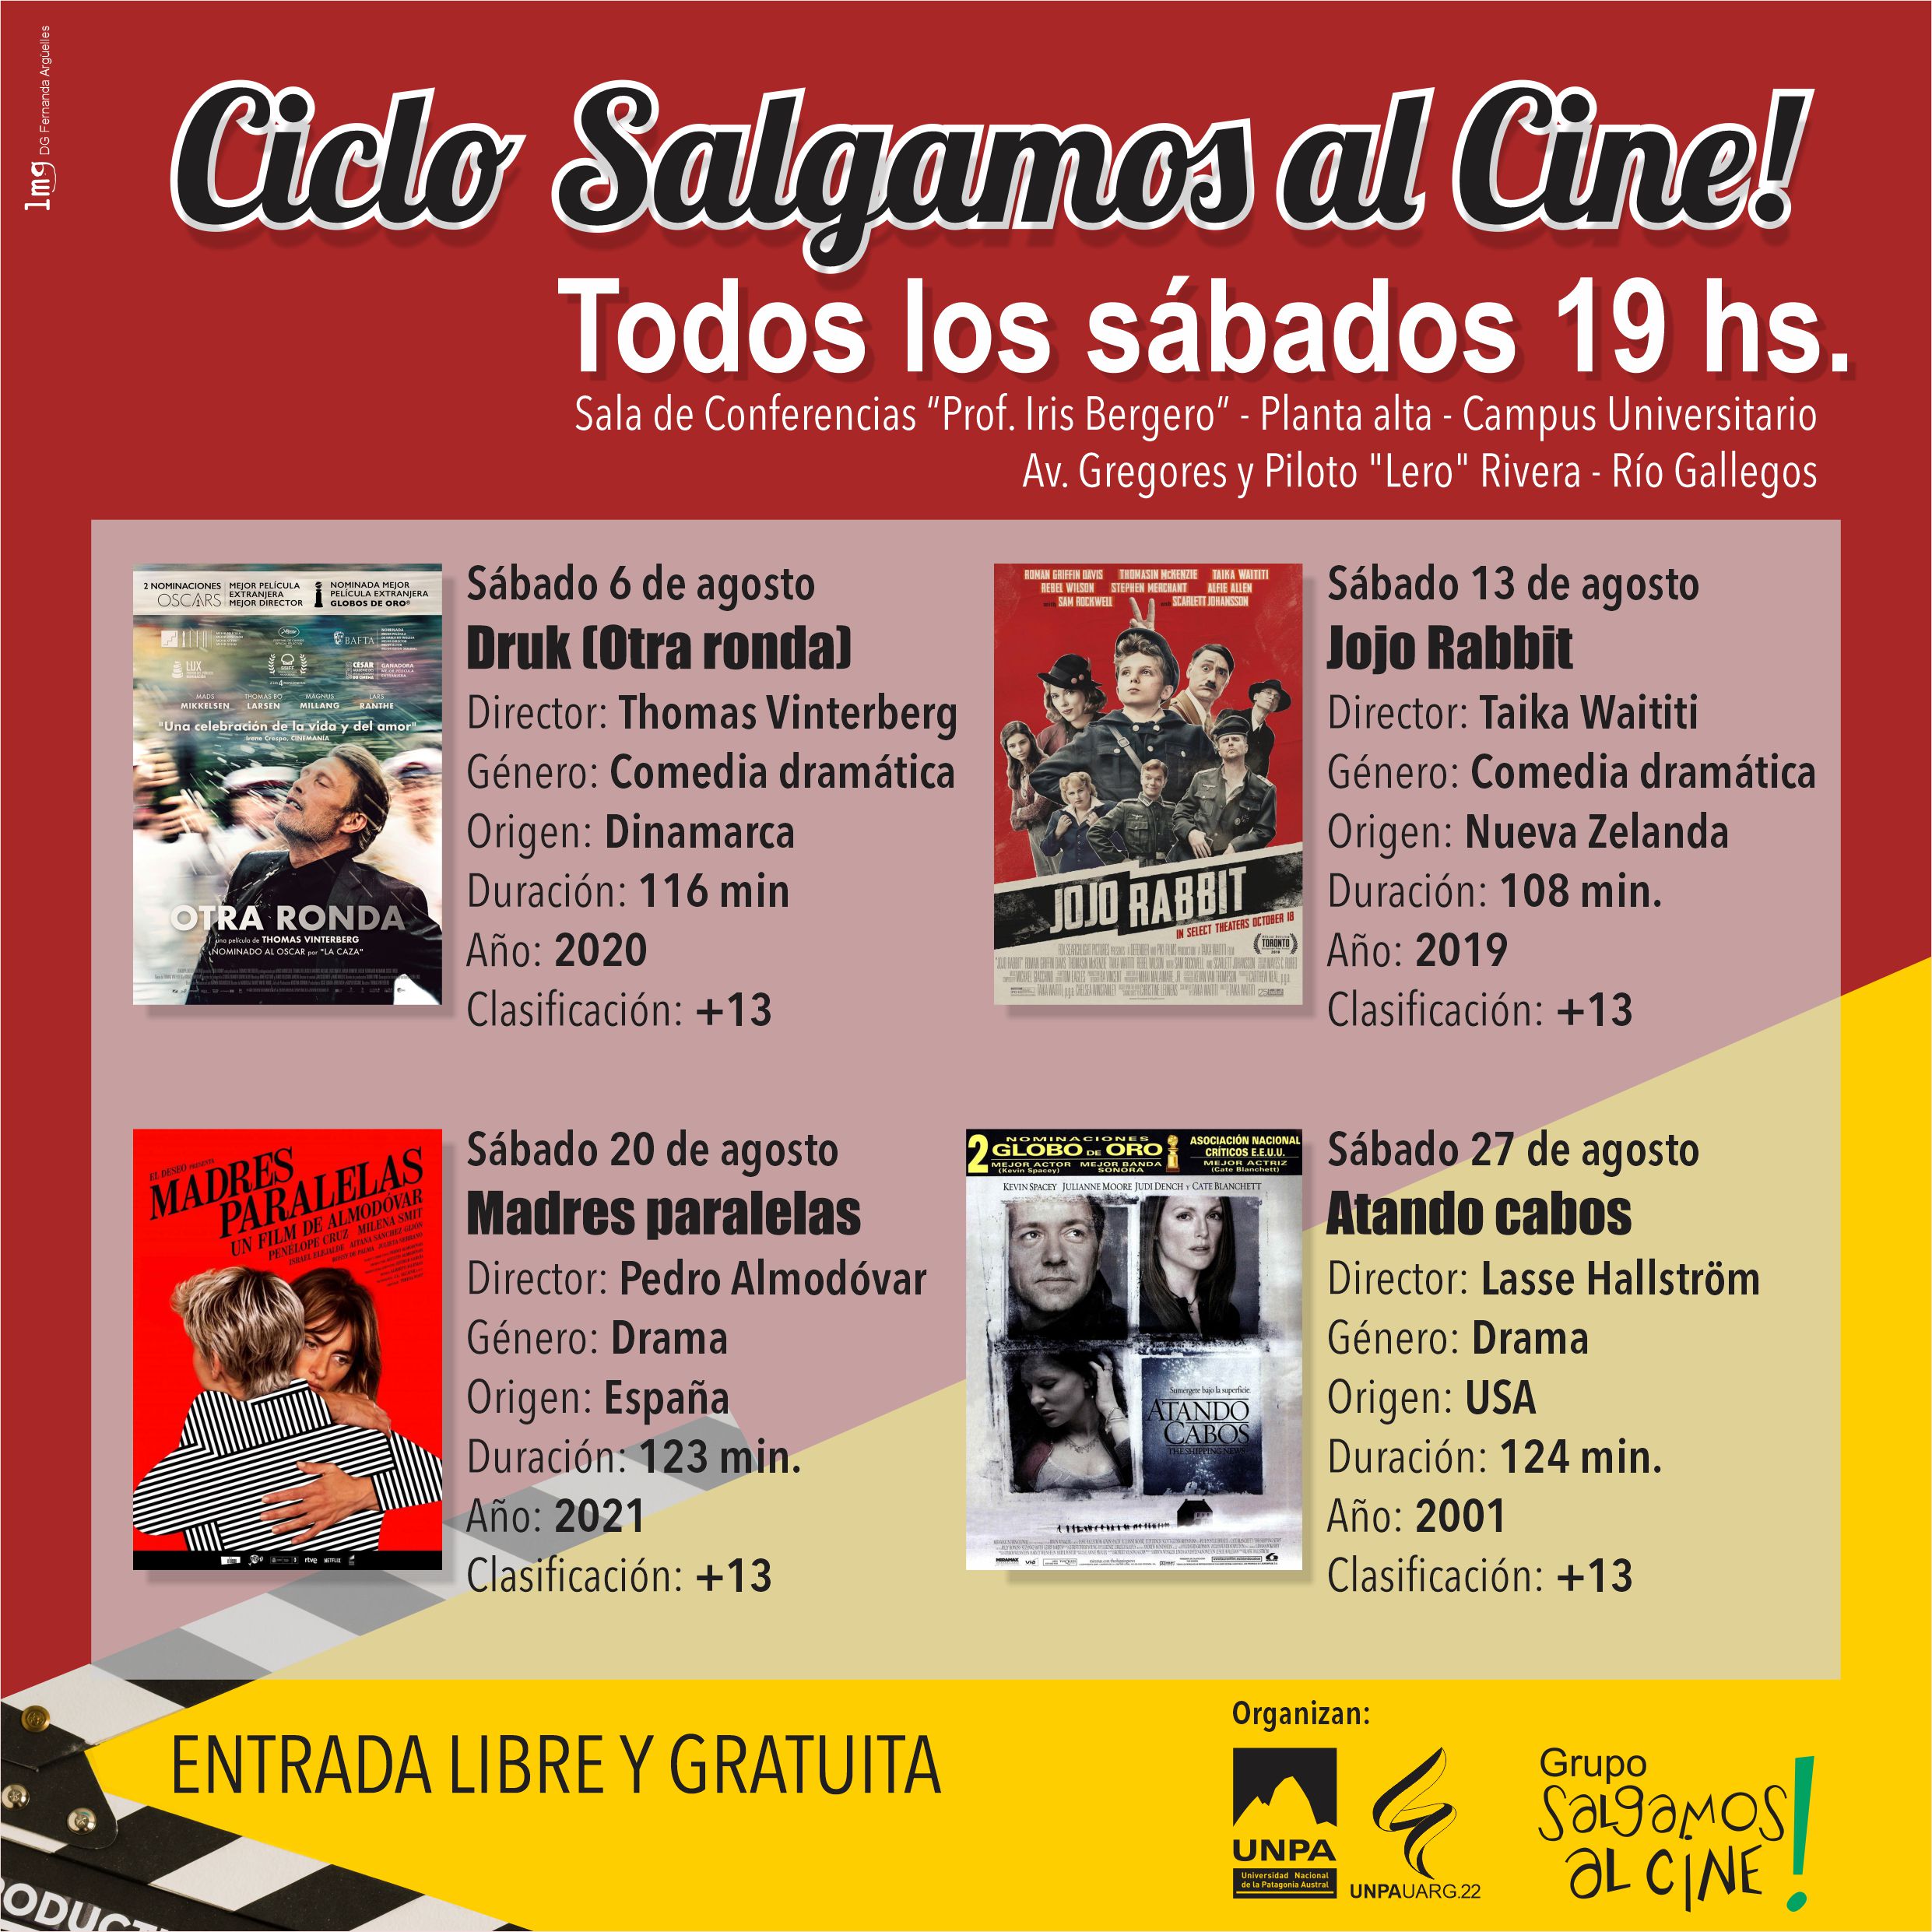 lmg DG Fernanda Argüelles
Ciclo Salgamos al Cine!
Todos los sábados 19 hs.
Sala de Conferencias “Prof. Iris Bergero” - Planta alta - Campus Universitario
Av. Gregores y Piloto "Lero" Rivera - Río Gallegos
2 NOMINACIONES
OSCARS
MEJOR PELÍCULA
EXTRANJERA
MEJOR DIRECTOR
NOMINADA MEJOR
PELÍCULA EXTRANJERA
GLOBOS DE ORO®
BAFTA
LUX
CÉSAR
GANADORA
MADS THOMAS BO MAGNUS LARS
MIKKELSEN LARSEN MILLANG RANTHE
"Una celebración de la vida y del amor"
Irene Crespo, CINEMANÍA
OTRA RONDA
una película de THOMAS VINTERBERG
NOMINADO AL OSCAR por "LA CAZA"
Sábado 6 de agosto
Druk (Otra ronda)
Director: Thomas Vinterberg
Género: Comedia dramática
Origen: Dinamarca
Duración: 116 min
Año: 2020
Clasificación: +13
ROMAN GRIFFIN DAVIS THOMASIN McKENZIE TAIKA WAITITI
REBEL WILSON STEPHEN MERCHANT ALFIE ALLEN
SAM ROCKWELL SCARLETT JOHANSSON
JOJO RABBIT
IN SELECT THEATERS OCTOBER 18
TORONTO
Sábado 13 de agosto
Jojo Rabbit
Director: Taika Waititi
Género: Comedia dramática
Origen: Nueva Zelanda
Duración: 108 min.
Año: 2019
Clasificación: +13
EL DESEO PRESENTA
MADRES
PARALELAS
UN FILM DE ALMODÓVAR
PENÉLOPE CRUZ MILENA SMIT
ISRAEL ELEJALDE AITANA SÁNCHEZ GIJÓN
rtve NETFLIX
Sábado 20 de agosto
Madres paralelas
Director: Pedro Almodóvar
Género: Drama
Origen: España
Duración: 123 min.
Año: 2021
Clasificación: +13
2 NOMINACIONES
GLOBO DE ORO
MEJOR ACTOR MEJOR BANDA
(Kevin Spacey) SONORA
ASOCIACIÓN NACIONAL
CRÍTICOS E.E.U.U.
MEJOR ACTRIZ
(Cate Blanchett)
KEVIN SPACEY JULIANNE MOORE JUDI DENCH Y CATE BLANCHETT
Sumérgete bajo la superficie.
ATANDO
CABOS
THE SHIPPING NEWS
MIRAMAX
Sábado 27 de agosto
Atando cabos
Director: Lasse Hallström
Género: Drama
Origen: USA
Duración: 124 min.
Año: 2001
Clasificación: +13
ENTRADA LIBRE Y GRATUITA
Organizan:
UNPA
Universidad Nacional
de la Patagonia Austral
UNPAUARG.22
Grupo
SALGAMOS
AL CINE!
ODUCT